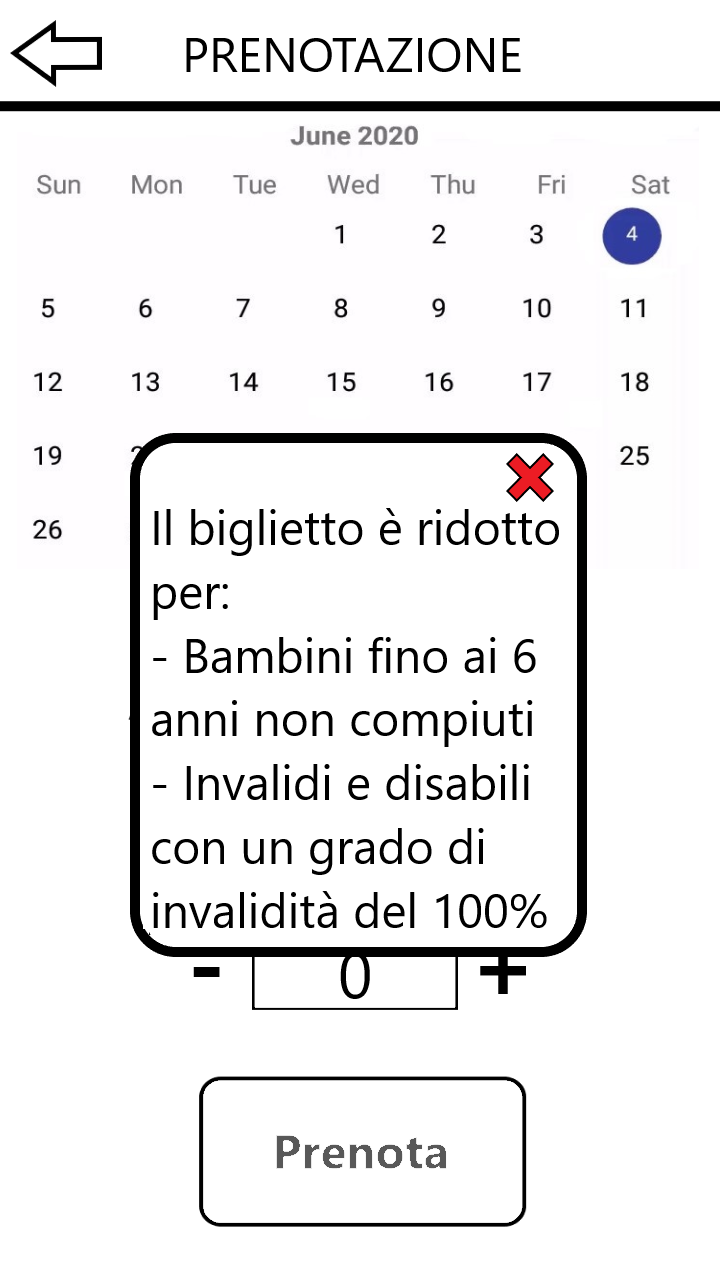 PRENOTAZIONE
June 2020
Sun Mon Tue Wed Thu Fri Sat
1 2 3 4
5 6 7 8 9 10 11
12 13 14 15 16 17 18
19 25
26
Il biglietto è ridotto
per:
- Bambini fino ai 6
anni non compiuti
- Invalidi e disabili
con un grado di
invalidità del 100%
- 0 +
Prenota